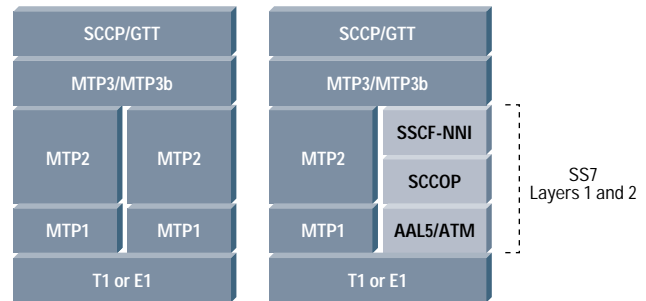 SCCP/GTT
MTP3/MTP3b
MTP2 MTP2
MTP1 MTP1
T1 or E1
SCCP/GTT
MTP3/MTP3b
MTP2
SSCF-NNI
SCCOP
MTP1
AAL5/ATM
T1 or E1
SS7
Layers 1 and 2